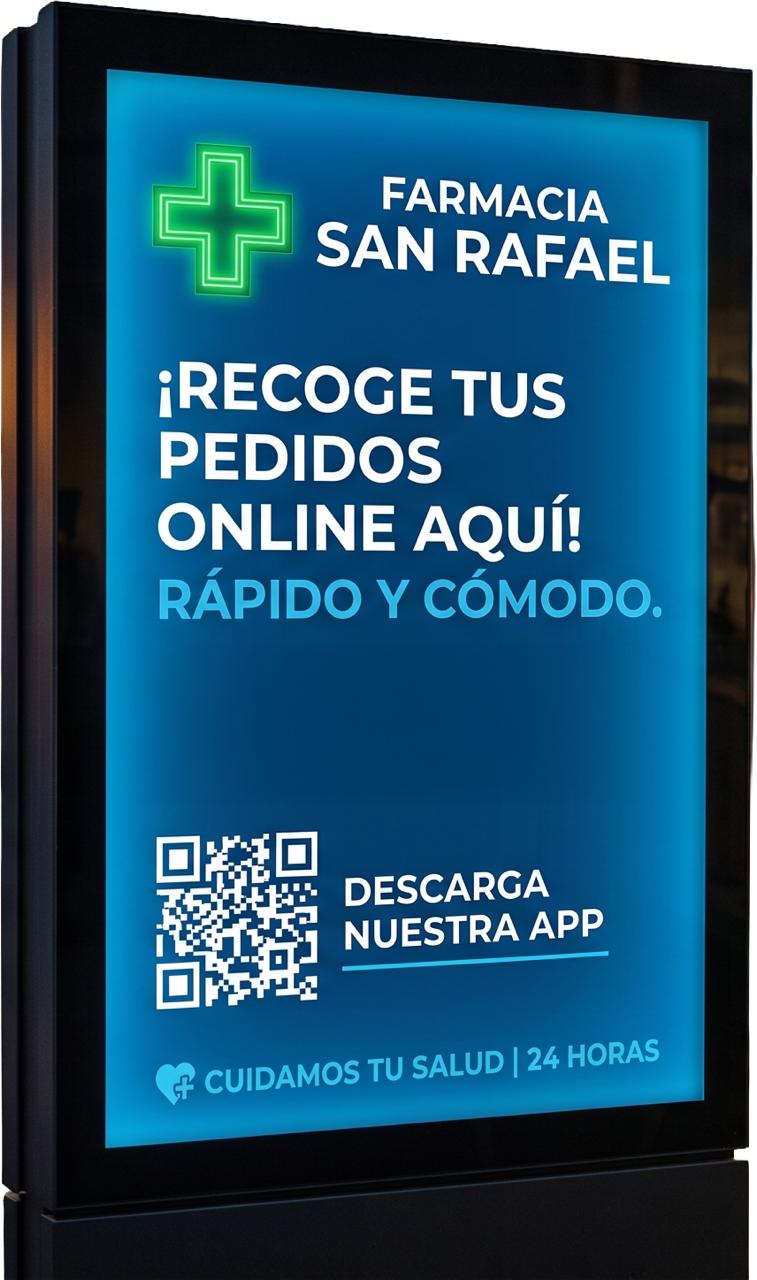 FARMACIA
SAN RAFAEL
¡RECOGE TUS
PEDIDOS
ONLINE AQUÍ!
RÁPIDO Y CÓMODO.
DESCARGA
NUESTRA APP
CUIDAMOS TU SALUD | 24 HORAS